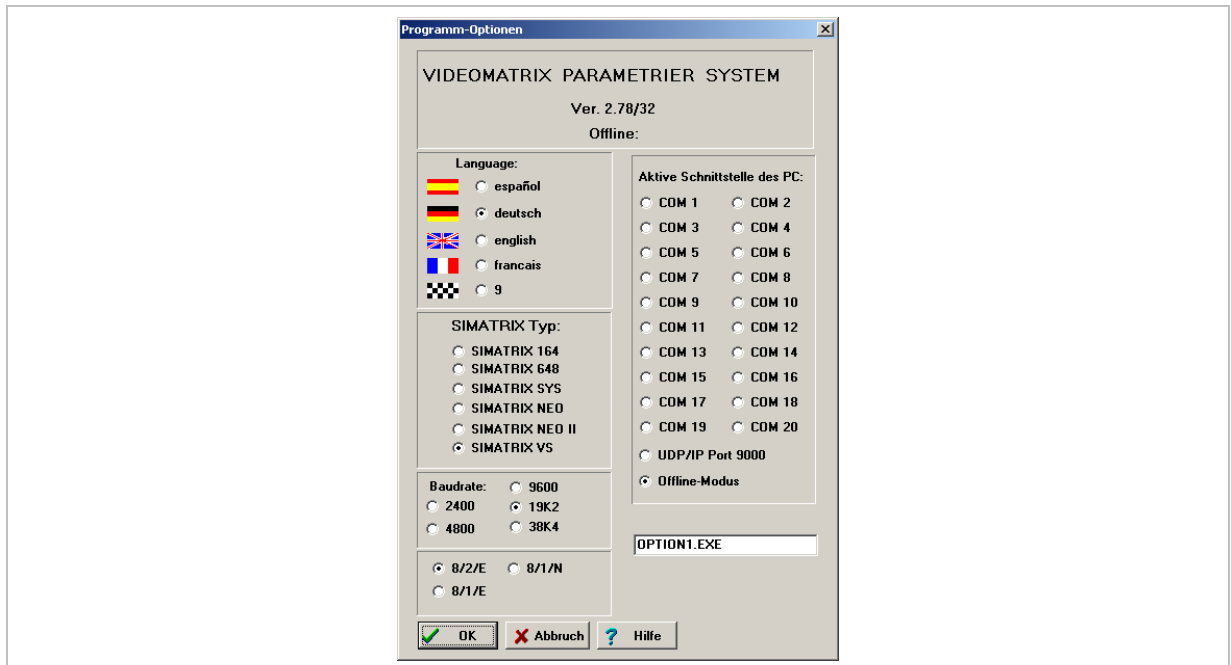 Programm-Optionen
VIDEOMATRIX PARAMETRIER SYSTEM
Ver. 2.78/32
Offline:
Language:
español
deutsch
english
francais
9
SIMATRIX Typ:
SIMATRIX 164
SIMATRIX 648
SIMATRIX SYS
SIMATRIX NEO
SIMATRIX NEO II
SIMATRIX VS
Baudrate:
9600
2400
19K2
4800
38K4
8/2/E
8/1/N
8/1/E
Aktive Schnittstelle des PC:
COM 1
COM 2
COM 3
COM 4
COM 5
COM 6
COM 7
COM 8
COM 9
COM 10
COM 11
COM 12
COM 13
COM 14
COM 15
COM 16
COM 17
COM 18
COM 19
COM 20
UDP/IP Port 9000
Offline-Modus
OPTION1.EXE
OK
Abbruch
Hilfe